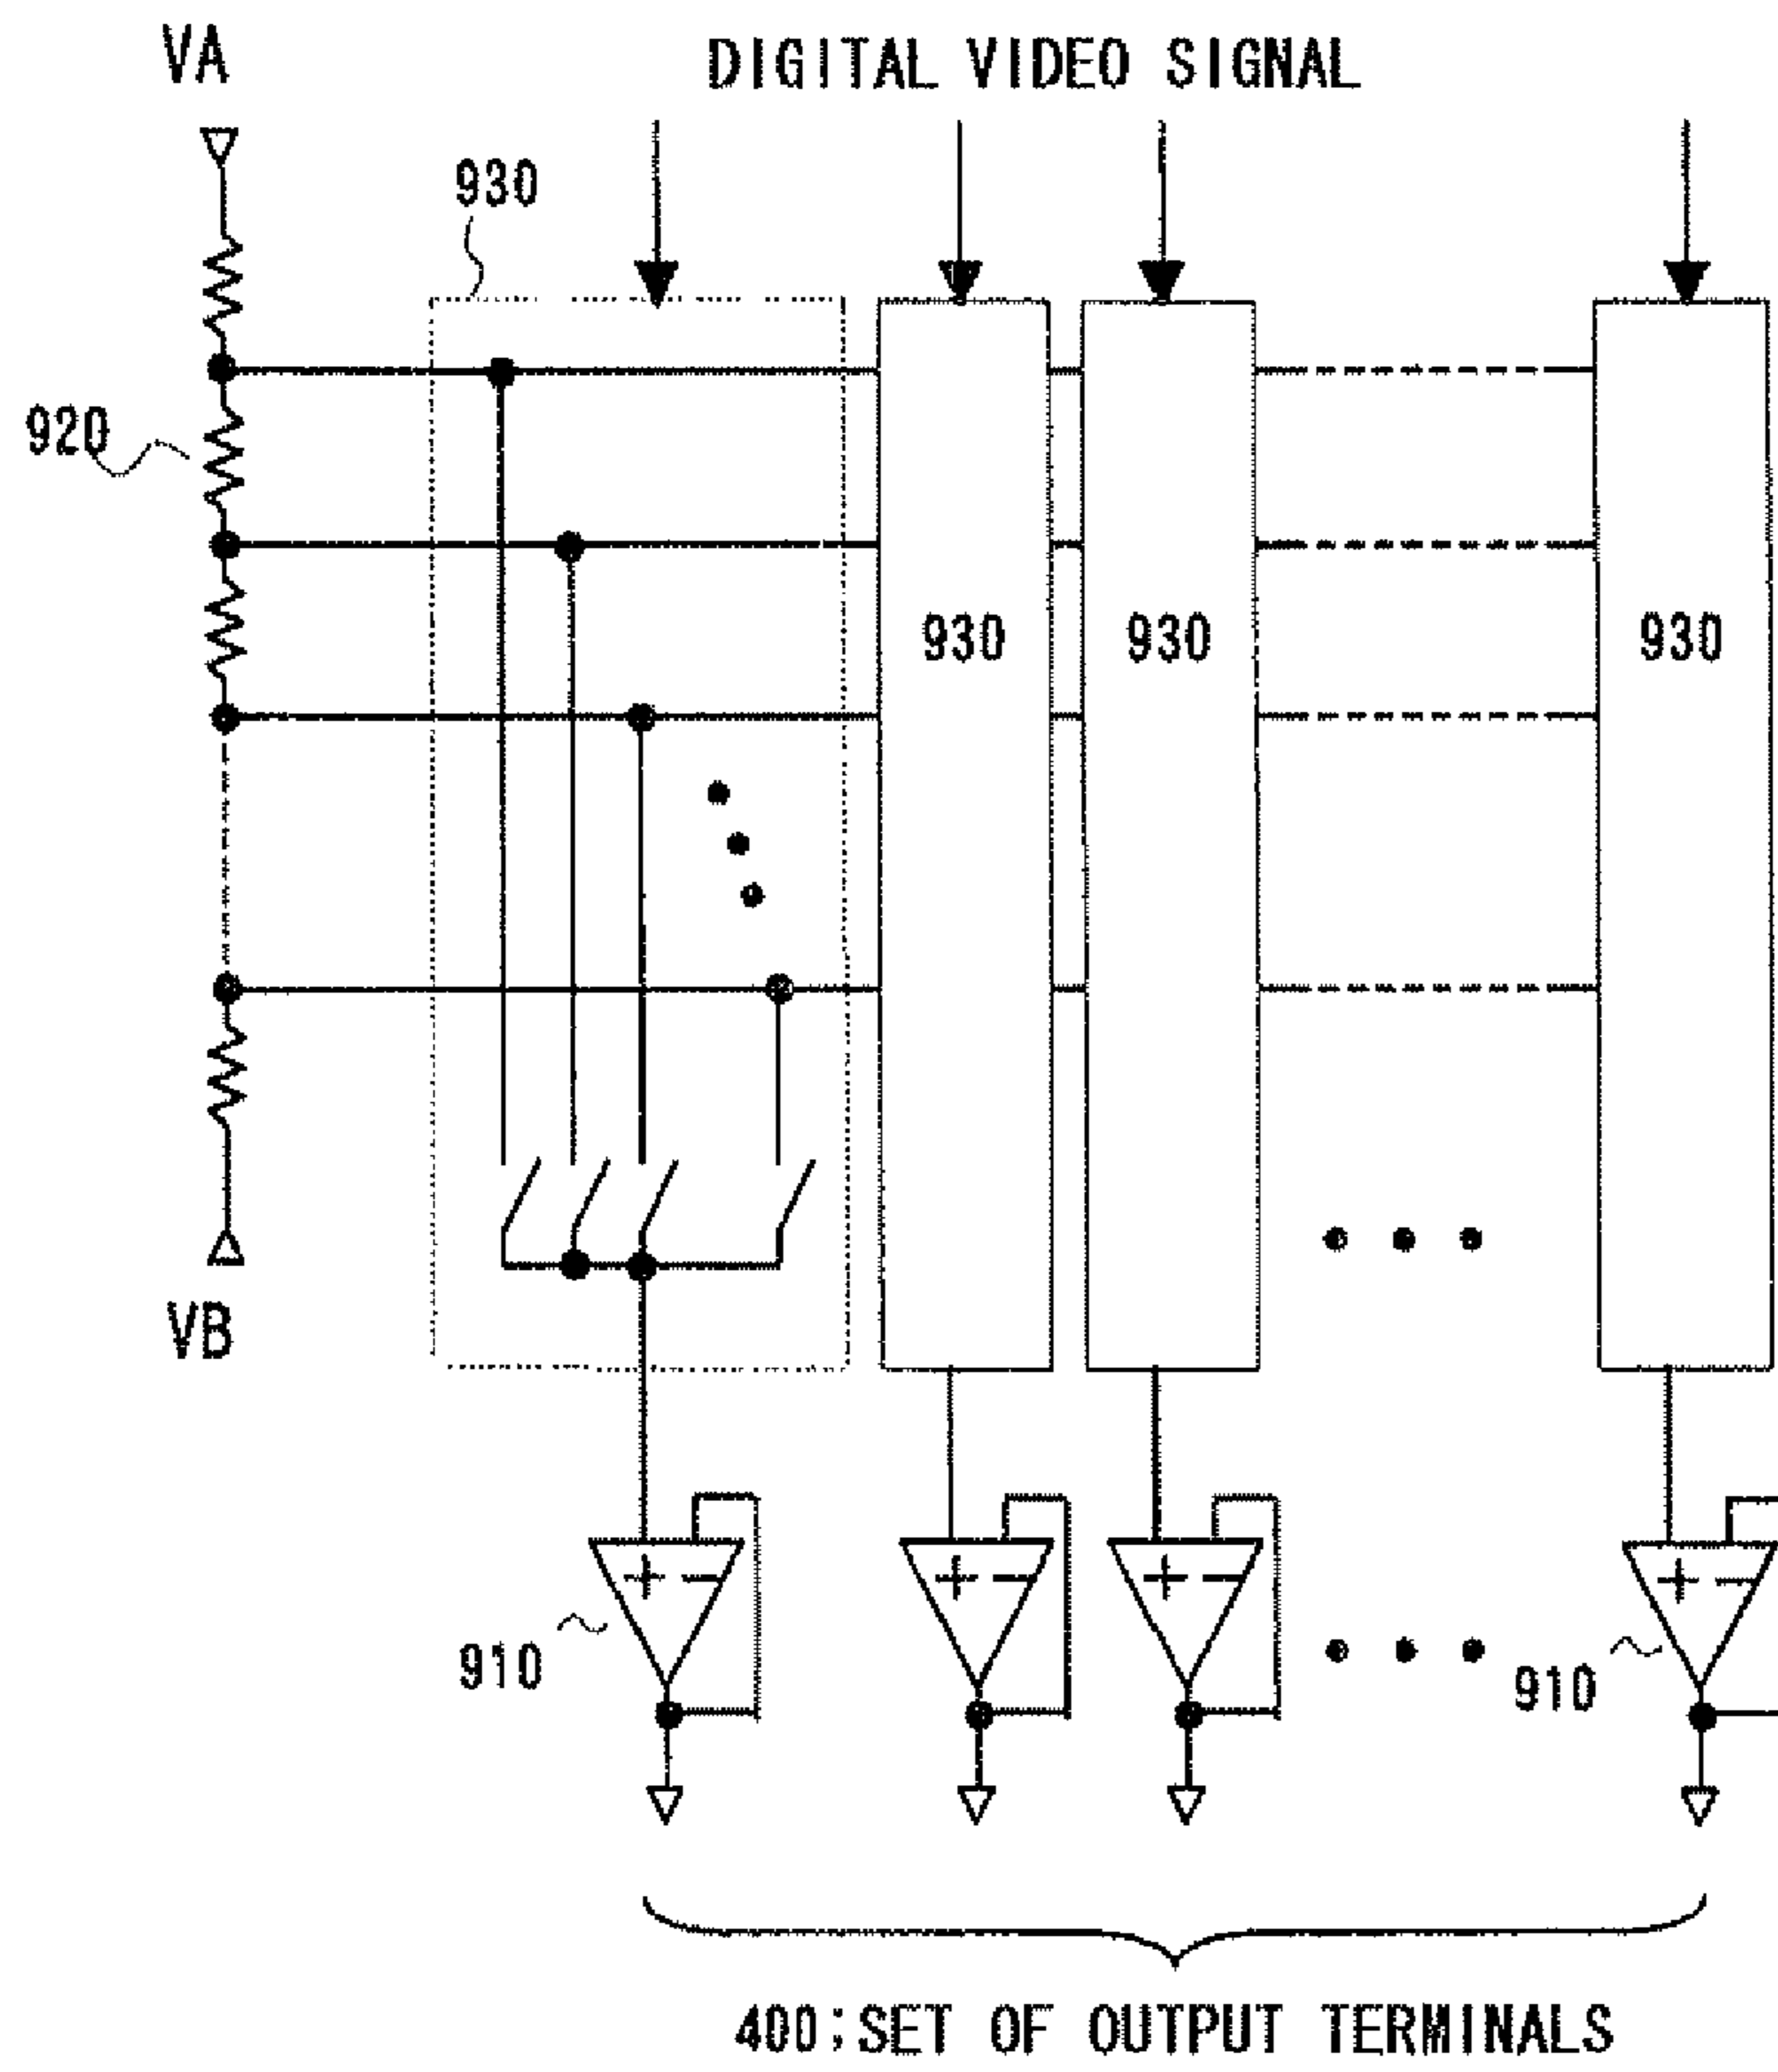 VA
DIGITAL VIDEO SIGNAL
930
920
930
930
930
VB
+ −
+ −
+ −
+ −
910
910
400;SET OF OUTPUT TERMINALS